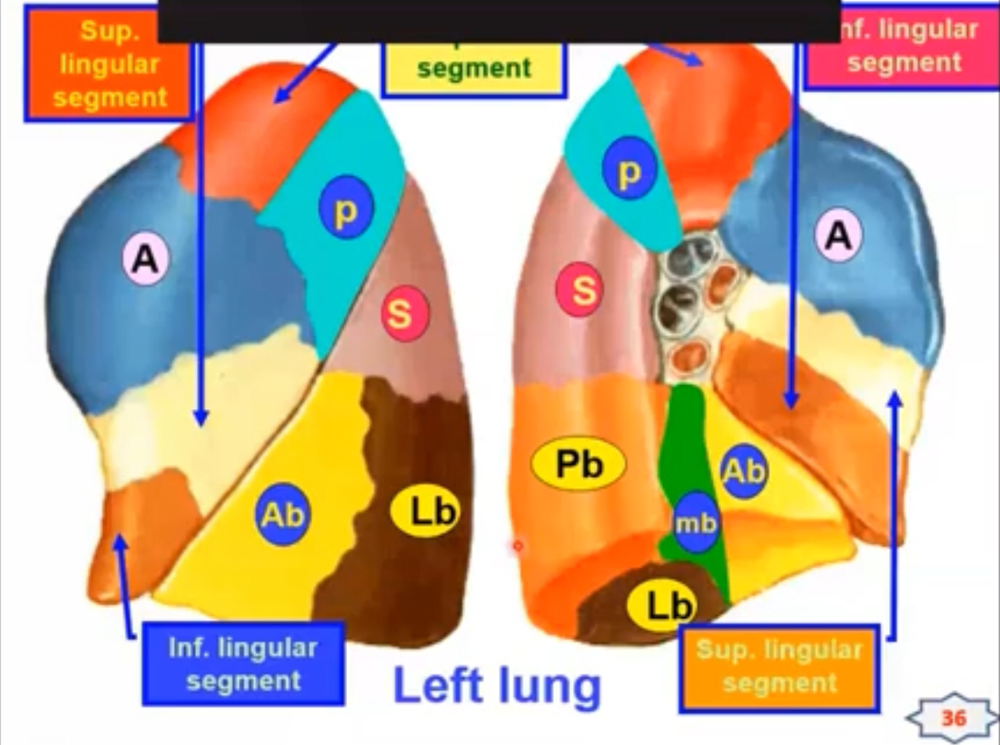 Sup.
lingular
segment
segment
lingular
segment
p
p
A
A
S
S
Pb
Ab
Ab
Lb
mb
Lb
Inf. lingular
segment
Sup. lingular
segment
Left lung
36